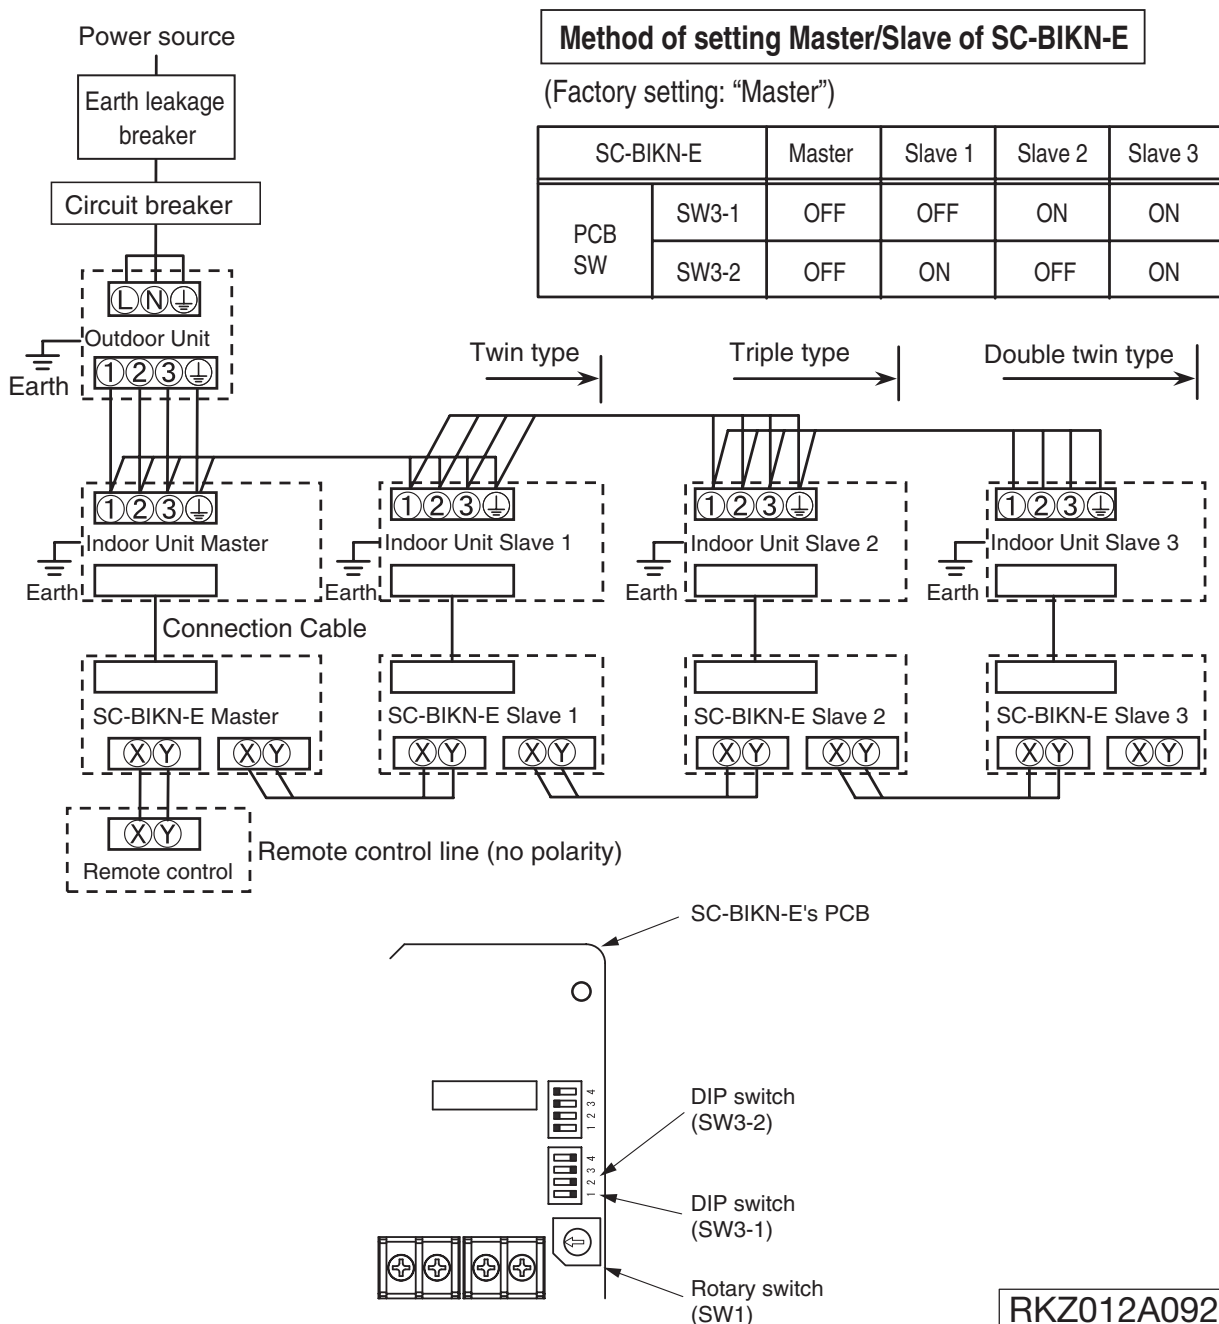 Power source
Earth leakage
breaker
Circuit breaker
Method of setting Master/Slave of SC-BIKN-E
(Factory setting: “Master”)
SC-BIKN-E Master Slave 1 Slave 2 Slave 3
PCB
SW
SW3-1 OFF OFF ON ON
SW3-2 OFF ON OFF ON
L N
Outdoor Unit
Earth
1 2 3
Twin type
Triple type
Double twin type
1 2 3
Indoor Unit Master
Earth
1 2 3
Indoor Unit Slave 1
Earth
1 2 3
Indoor Unit Slave 2
Earth
1 2 3
Indoor Unit Slave 3
Earth
Connection Cable
SC-BIKN-E Master
X Y X Y
SC-BIKN-E Slave 1
X Y X Y
SC-BIKN-E Slave 2
X Y X Y
SC-BIKN-E Slave 3
X Y X Y
X Y
Remote control
Remote control line (no polarity)
SC-BIKN-E's PCB
1 2 3 4
DIP switch
(SW3-2)
1 2 3 4
DIP switch
(SW3-1)
Rotary switch
(SW1)
RKZ012A092